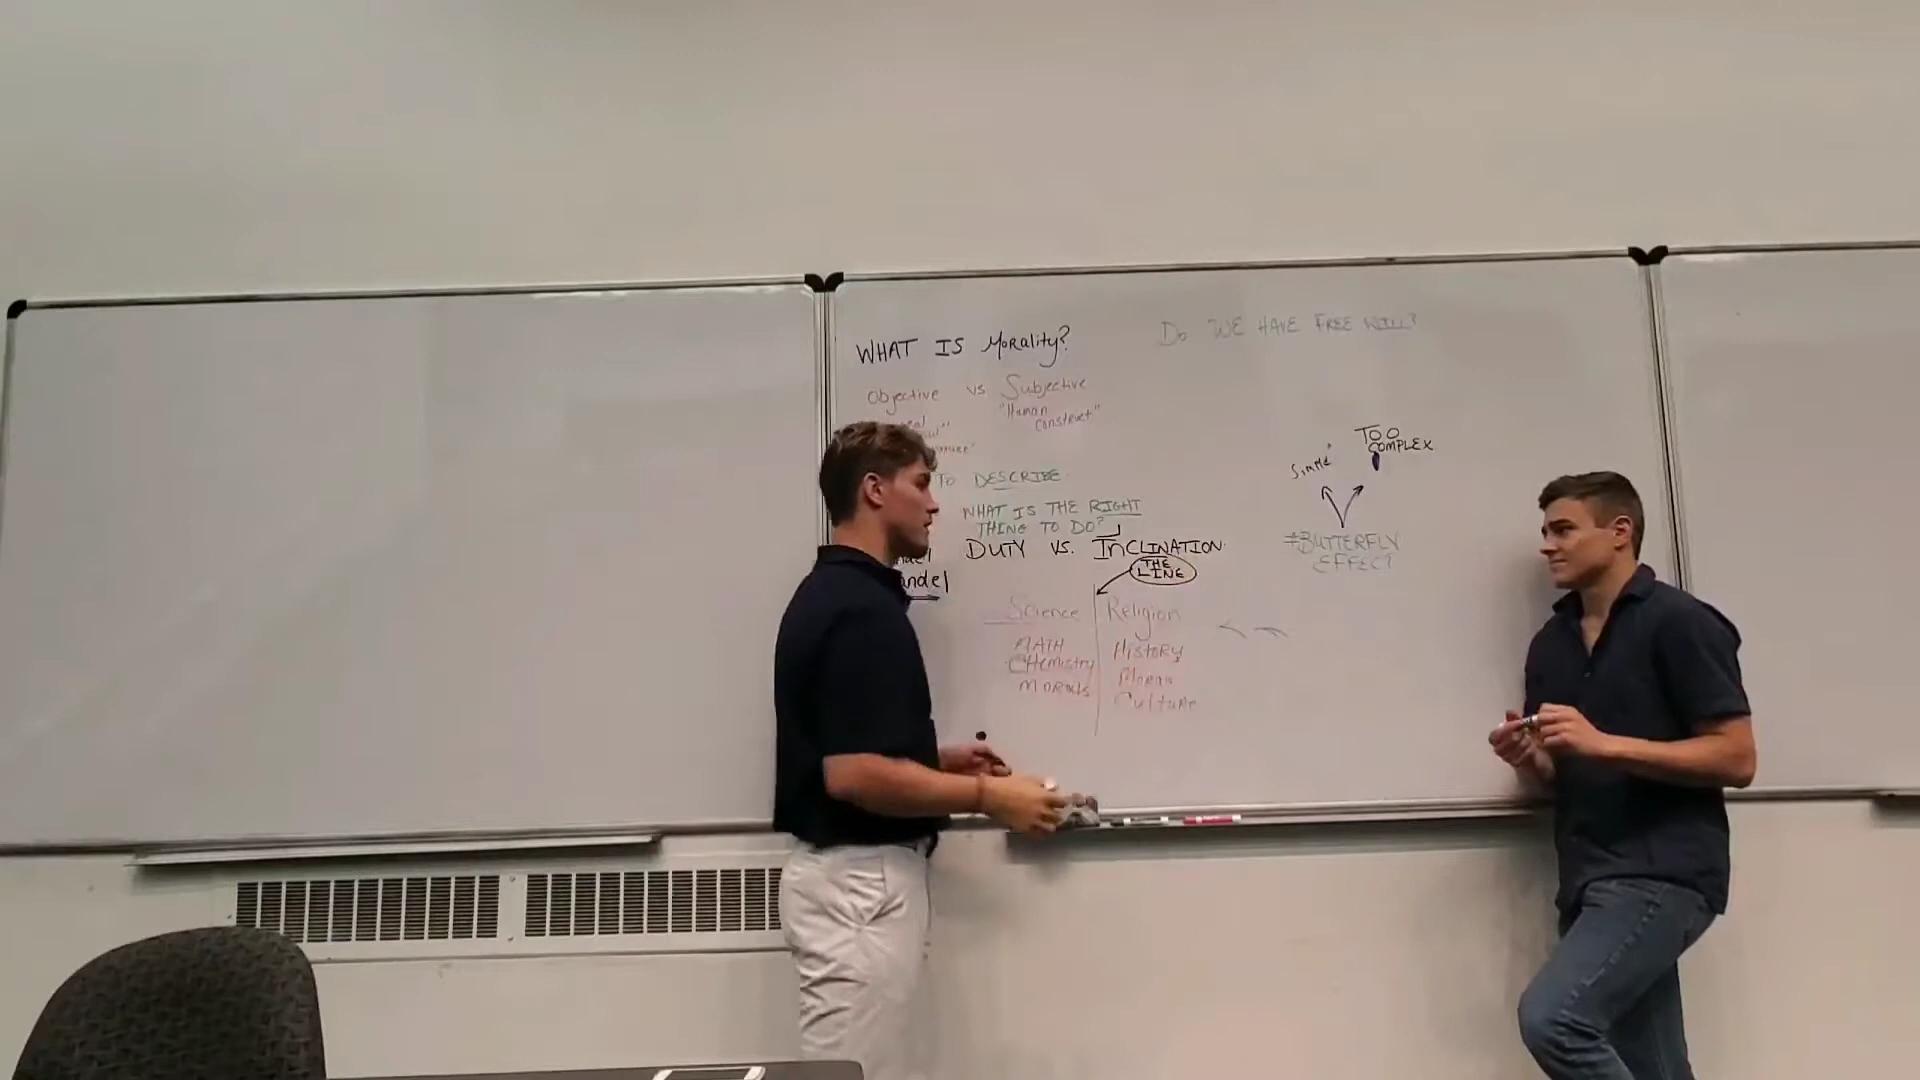 WHAT IS Morality?
Objective vs Subjective
"Human
Construct"
TO DESCRIBE
WHAT IS THE RIGHT
THING TO DO?
DUTY VS. INCLINATION
THE
LINE
andel
Science
MATH
CHemistry
MORALS
Religion
History
Culture
Do WE HAVE FREE WILL?
TOO
COMPLEX
SIMPLE
#BUTTERFLY
EFFECT